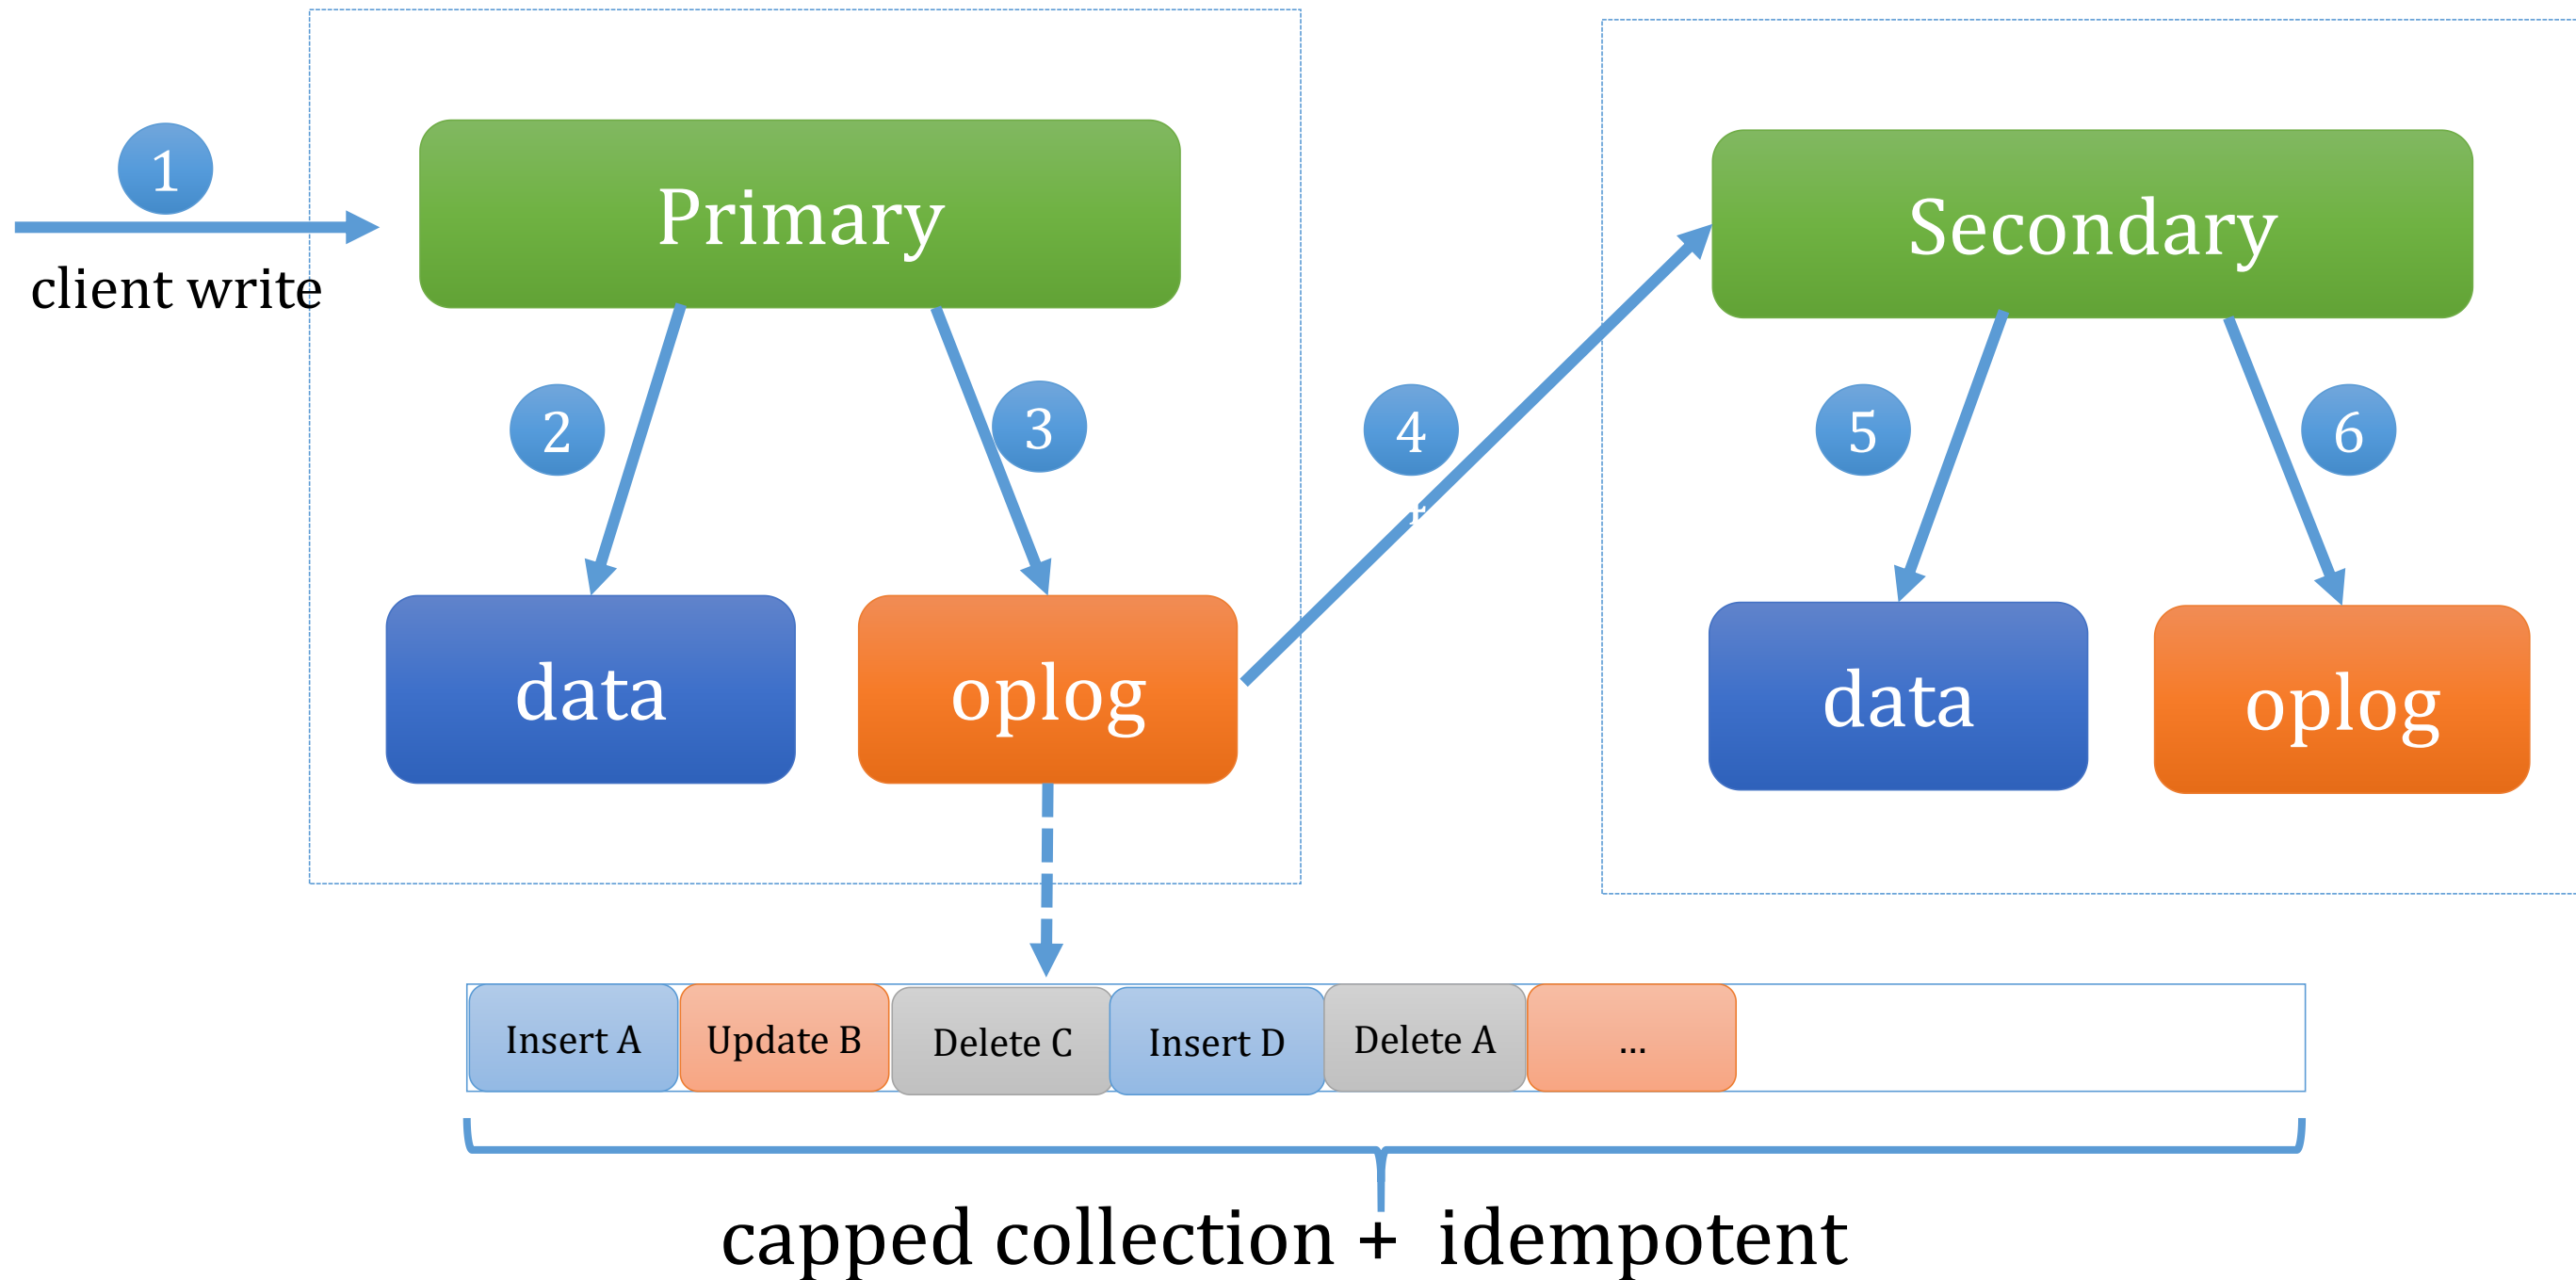 1
client write
Primary
Secondary
2
3
4
5
6
data
oplog
data
oplog
Insert A
Update B
Delete C
Insert D
Delete A
...
capped collection + idempotent